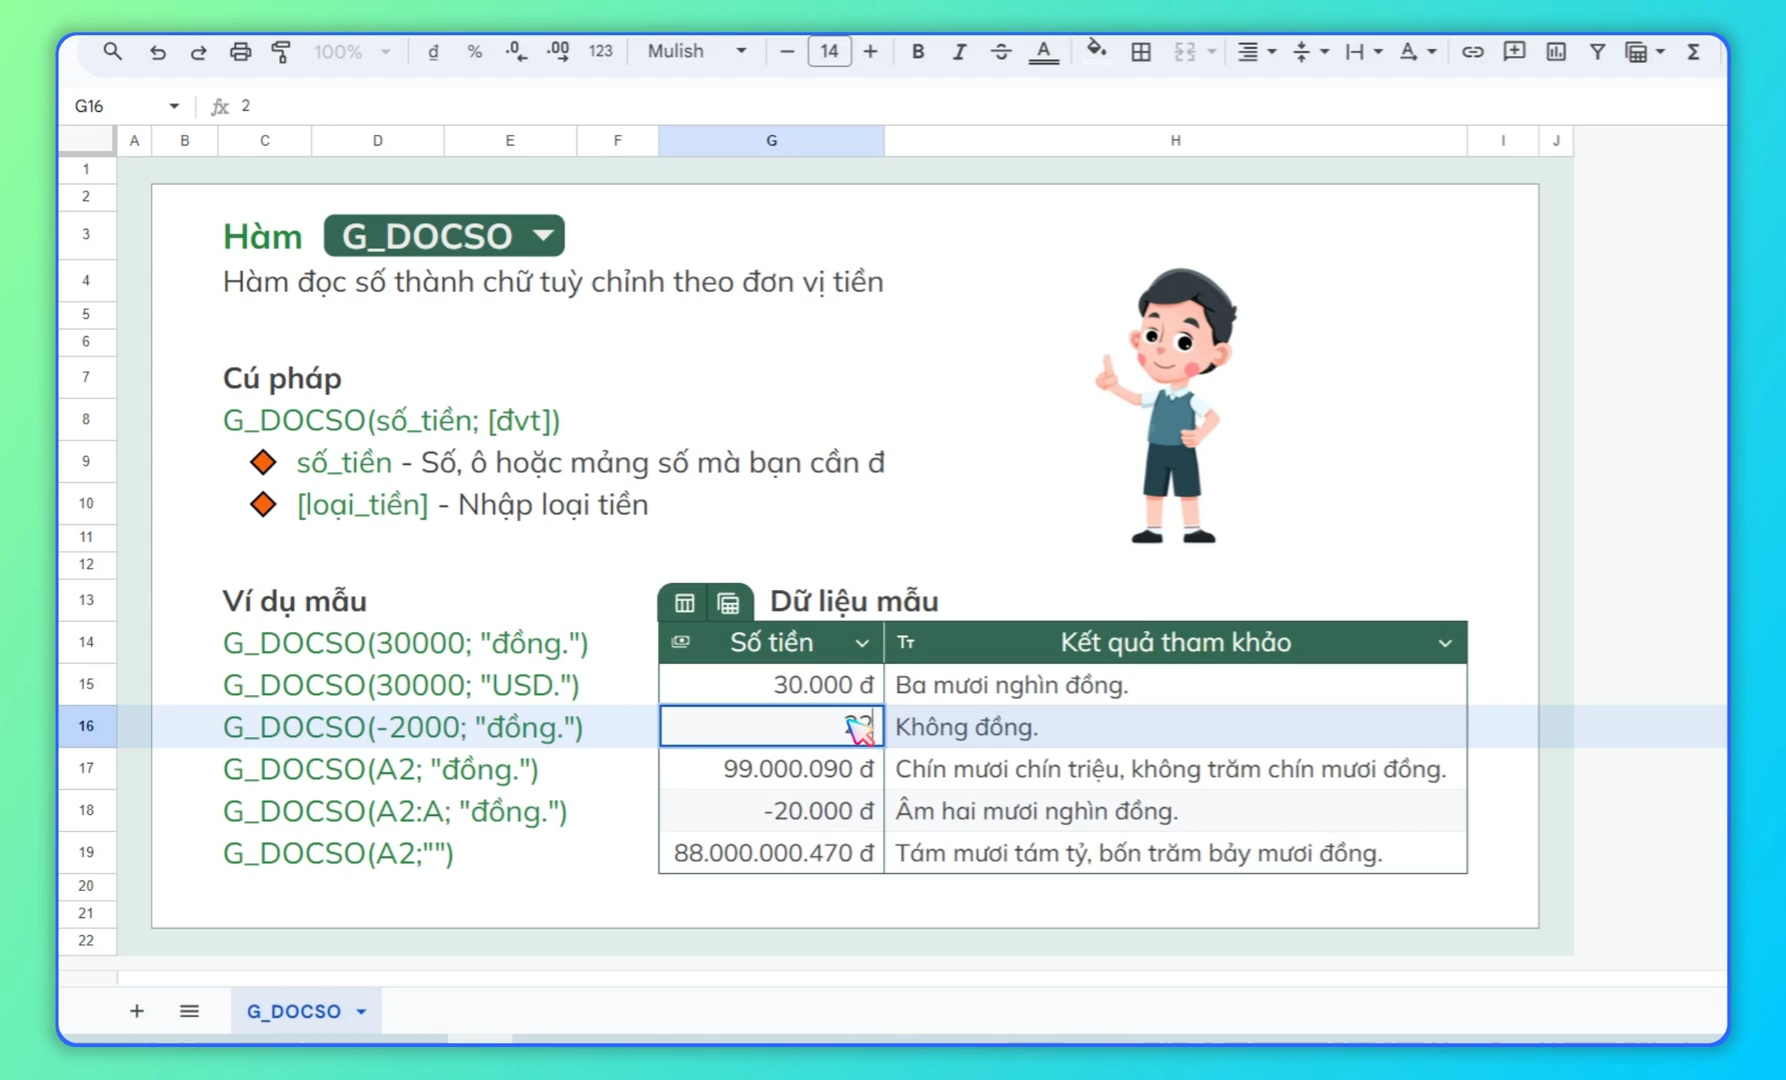 100% đ % .0 .00 123 Mulish 14 B I S A A Σ
G16 fx 2
A B C D E F G H I J
1
2
3 Hàm G_DOCSO
4 Hàm đọc số thành chữ tuỳ chỉnh theo đơn vị tiền
5
6
7 Cú pháp
8 G_DOCSO(số_tiền; [đvt])
9 số_tiền - Số, ô hoặc mảng số mà bạn cần đ
10 [loại_tiền] - Nhập loại tiền
11
12
13 Ví dụ mẫu Dữ liệu mẫu
14 G_DOCSO(30000; "đồng.") Số tiền Tт Kết quả tham khảo
15 G_DOCSO(30000; "USD.") 30.000 đ Ba mươi nghìn đồng.
16 G_DOCSO(-2000; "đồng.") Không đồng.
17 G_DOCSO(A2; "đồng.") 99.000.090 đ Chín mươi chín triệu, không trăm chín mươi đồng.
18 G_DOCSO(A2:A; "đồng.") -20.000 đ Âm hai mươi nghìn đồng.
19 G_DOCSO(A2;"") 88.000.000.470 đ Tám mươi tám tỷ, bốn trăm bảy mươi đồng.
20
21
22
G_DOCSO